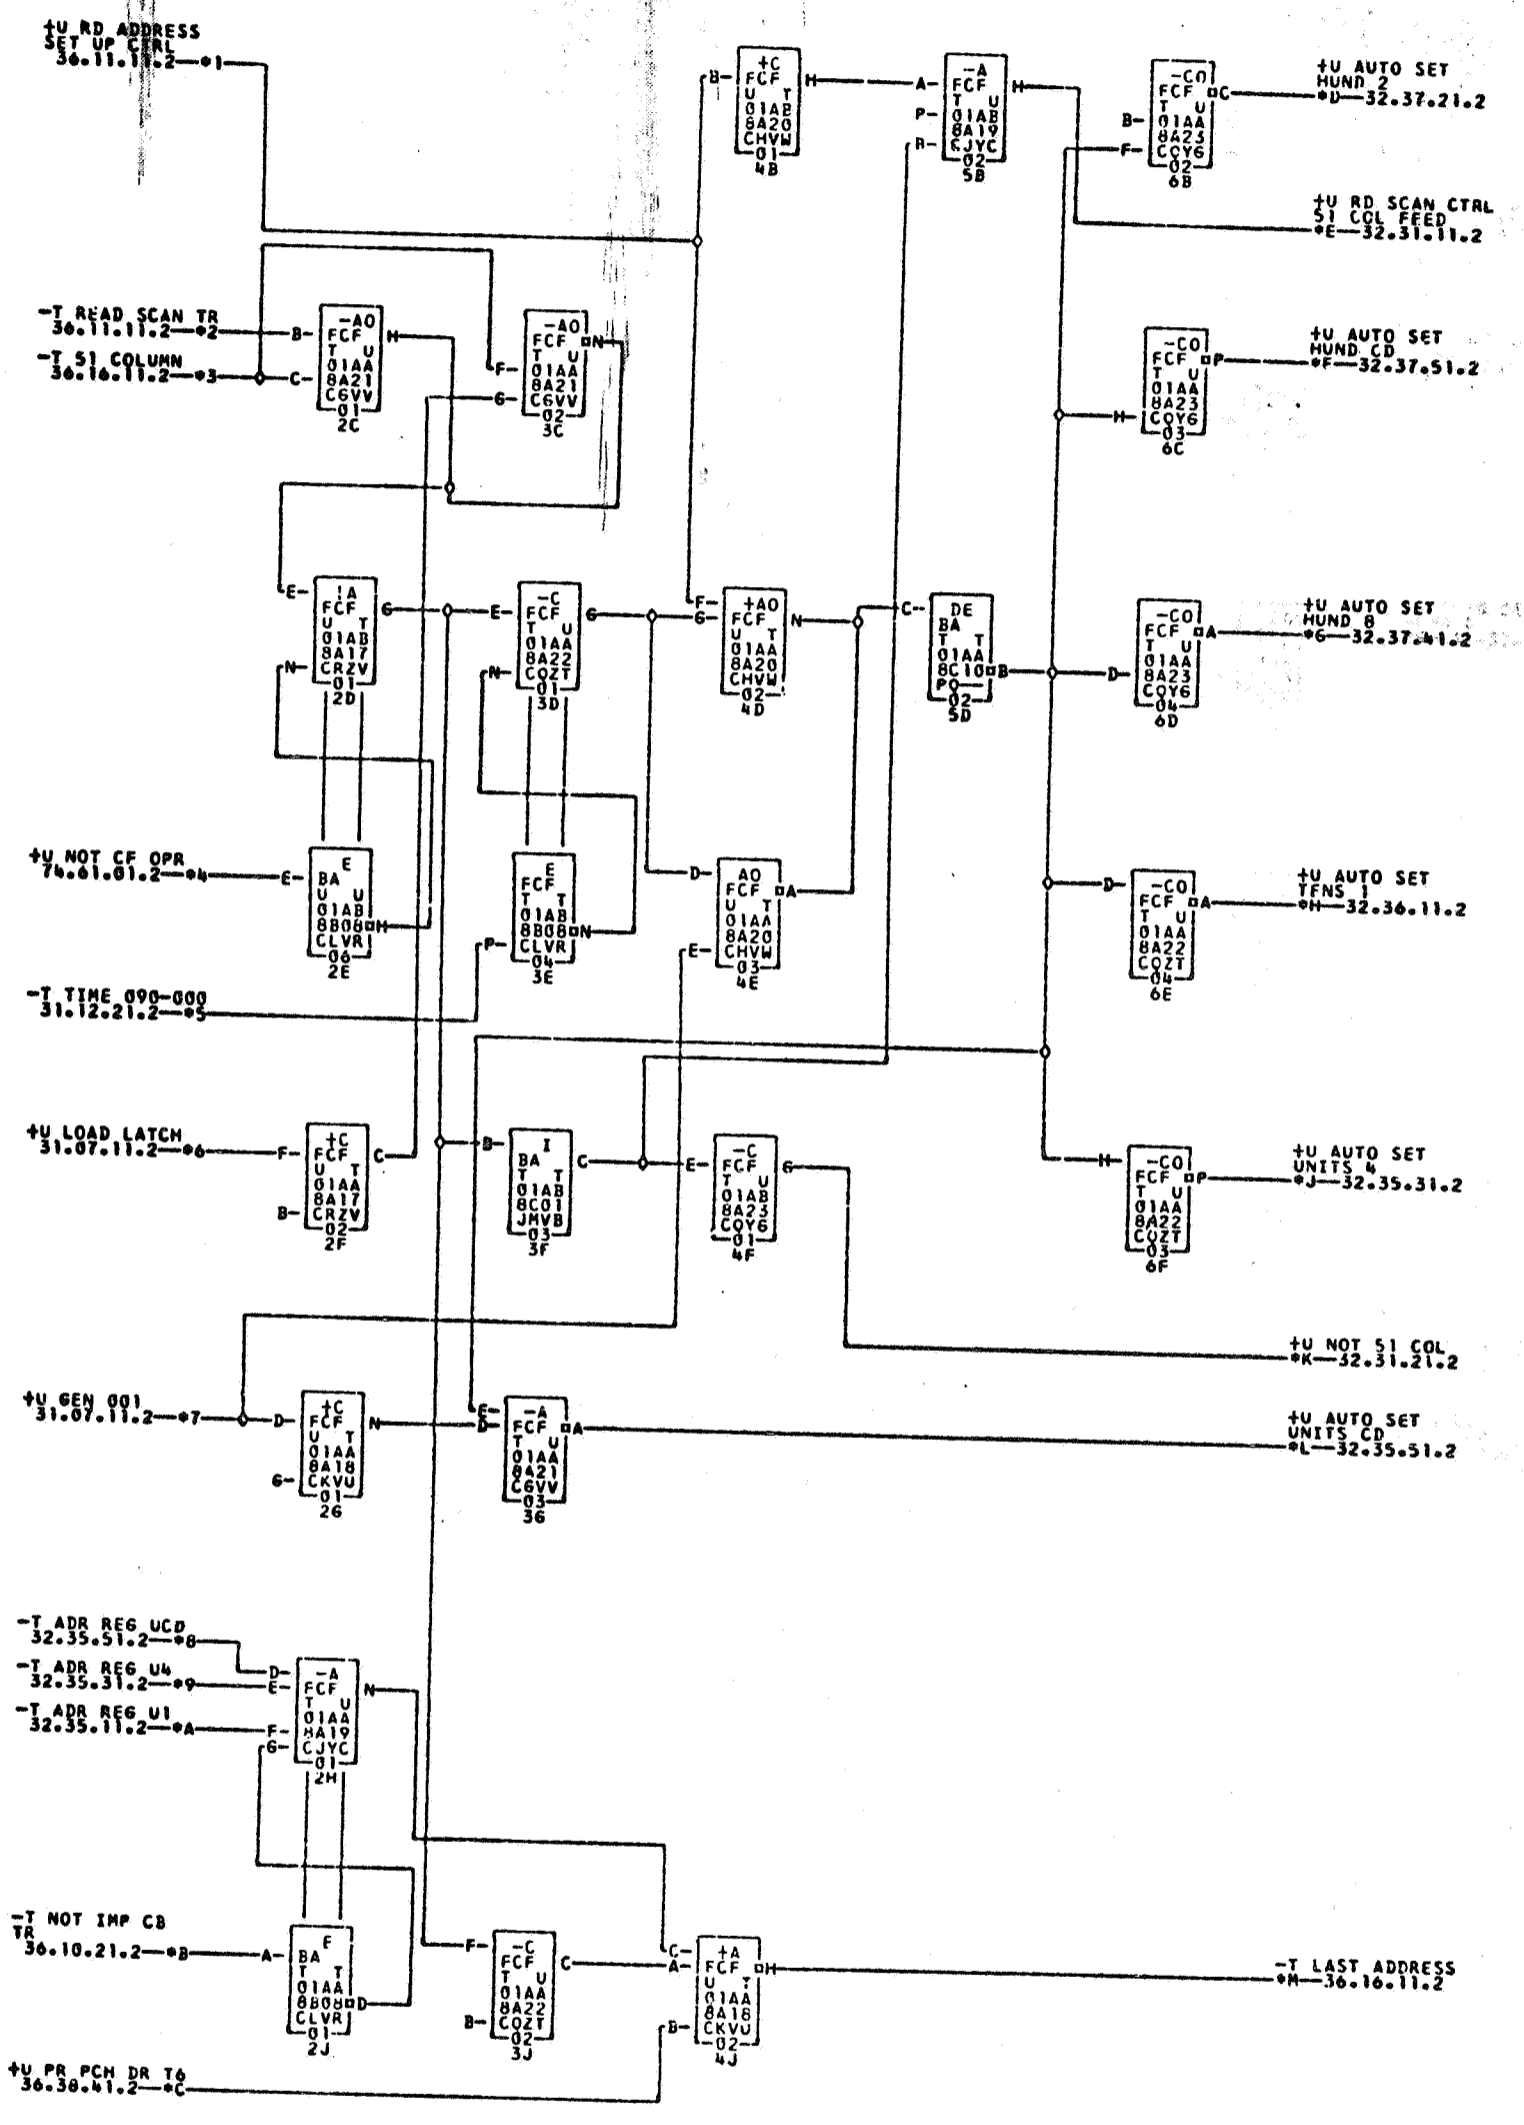 +U RD ADDRESS
SET UP CTRL
36.11.11.2—*1
-T READ SCAN TR
36.11.11.2—*2
-T 51 COLUMN
36.16.11.2—*3
+U NOT CF OPR
74.61.01.2—*4
-T TIME 090-000
31.12.21.2—*5
+U LOAD LATCH
31.07.11.2—*6
+U GEN 001
31.07.11.2—*7
-T ADR REG UCD
32.35.51.2—*8
-T ADR REG U4
32.35.31.2—*9
-T ADR REG U1
32.35.11.2—*A
-T NOT IMP CB
TR
36.10.21.2—*B
+U PR PCH DR T6
36.38.41.2—*C
B-
+C
FCF H
U T
01AB
8A20
CHVW
01
4B
A-
-A
FCF H
T U
P-
01AB
8A19
R-
CJYC
02
5B
-CO
FCF C
T U
B-
01AA
8A23
F-
CQY6
02
6B
B-
-AO
FCF H
T U
01AA
C-
8A21
C6VV
01
2C
-AO
FCF N
T U
F-
01AA
8A21
G-
C6VV
02
3C
-CO
FCF P
T U
01AA
8A23
H-
CQY6
03
6C
E-
FCF G
U T
01AB
8A17
N-
CRZV
01
2D
E-
-C
FCF G
T U
01AA
8A22
N-
CQZT
01
3D
F-
G-
+AO
FCF N
U T
01AA
8A20
CHVW
02
4D
C-
DE
BA T
T
01AA
8C10 B
PQ
02
5D
-CO
FCF A
T U
01AA
D-
8A23
CQY6
04
6D
E
BA
U U
E-
01AB
8B08 H
CLVR
06
2E
E
FCF
T T
01AB
8B08 N
P-
CLVR
04
3E
D-
AO
FCF A
U T
01AA
8A20
E-
CHVW
03
4E
D-
-CO
FCF A
T U
01AA
8A22
CQZT
04
6E
F-
+C
FCF C
U T
01AA
8A17
B-
CRZV
02
2F
B-
I
BA C
T T
01AB
8C01
JMVB
03
3F
E-
-C
FCF G
T U
01AB
8A23
CQY6
01
4F
H-
-CO
FCF P
T U
01AA
8A22
CQZT
03
6F
D-
+C
FCF N
U T
01AA
8A18
G-
CKVU
01
2G
E-
D-
-A
FCF A
T U
01AA
8A21
C6VV
03
3G
D-
E-
-A
FCF N
T U
01AA
F-
8A19
G-
CJYC
01
2H
A-
BA
T T
01AA
8B08 D
CLVR
01
2J
F-
-C
FCF C
T U
01AA
8A22
B-
CQZT
02
3J
C-
A-
+A
FCF H
U T
01AA
8A18
B-
CKVU
02
4J
+U AUTO SET
HUND 2
*D—32.37.21.2
+U RD SCAN CTRL
51 COL FEED
*E—32.31.11.2
+U AUTO SET
HUND CD
*F—32.37.51.2
+U AUTO SET
HUND 8
*G—32.37.41.2
+U AUTO SET
TENS 1
*H—32.36.11.2
+U AUTO SET
UNITS 4
*J—32.35.31.2
+U NOT 51 COL
*K—32.31.21.2
+U AUTO SET
UNITS CD
*L—32.35.51.2
-T LAST ADDRESS
*M—36.16.11.2